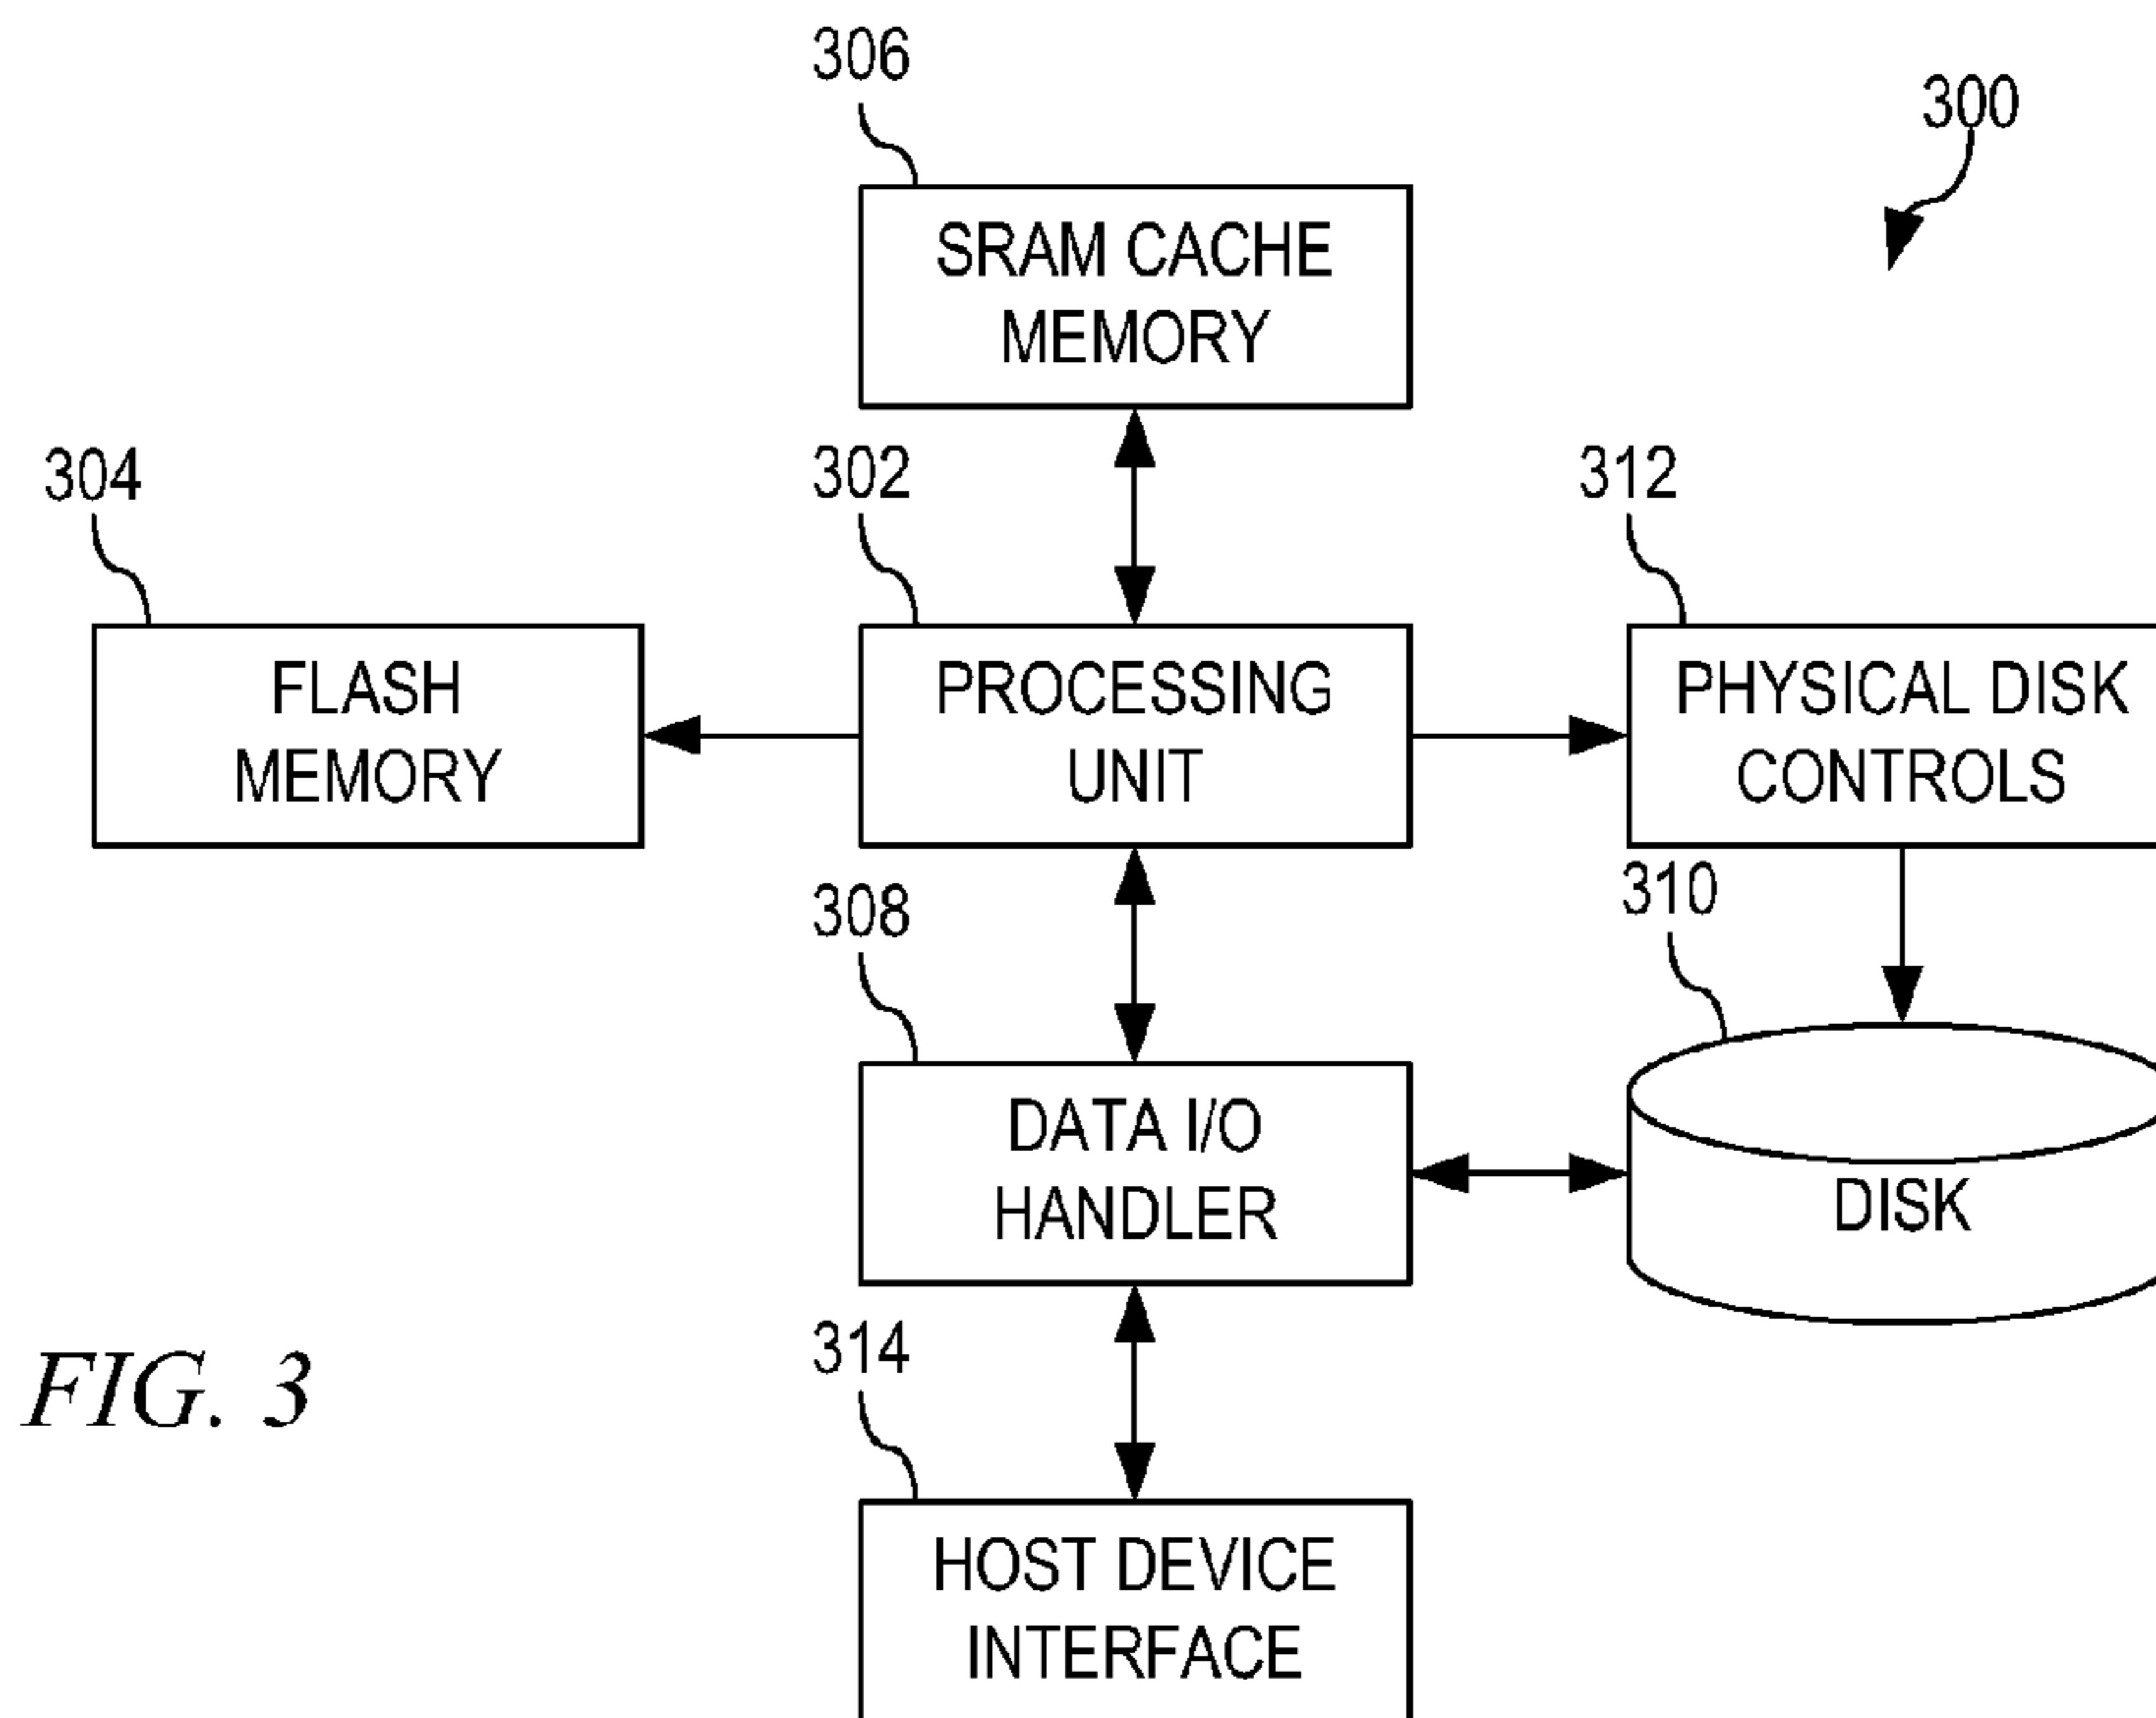 306
300
SRAM CACHE
MEMORY
304
302
312
FLASH
MEMORY
PROCESSING
UNIT
PHYSICAL DISK
CONTROLS
308
310
DATA I/O
HANDLER
DISK
314
FIG. 3
HOST DEVICE
INTERFACE